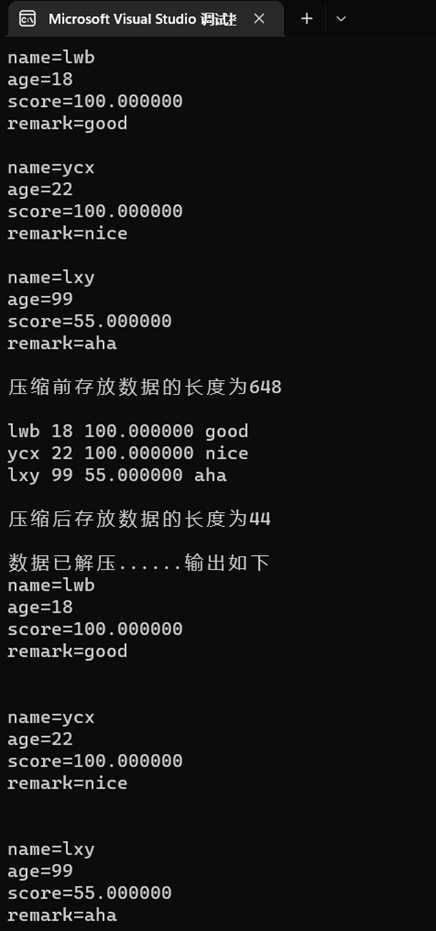 Microsoft Visual Studio 调试控
name=lwb
age=18
score=100.000000
remark=good
name=ycx
age=22
score=100.000000
remark=nice
name=lxy
age=99
score=55.000000
remark=aha
压缩前存放数据的长度为648
lwb 18 100.000000 good
ycx 22 100.000000 nice
lxy 99 55.000000 aha
压缩后存放数据的长度为44
数据已解压......输出如下
name=lwb
age=18
score=100.000000
remark=good
name=ycx
age=22
score=100.000000
remark=nice
name=lxy
age=99
score=55.000000
remark=aha